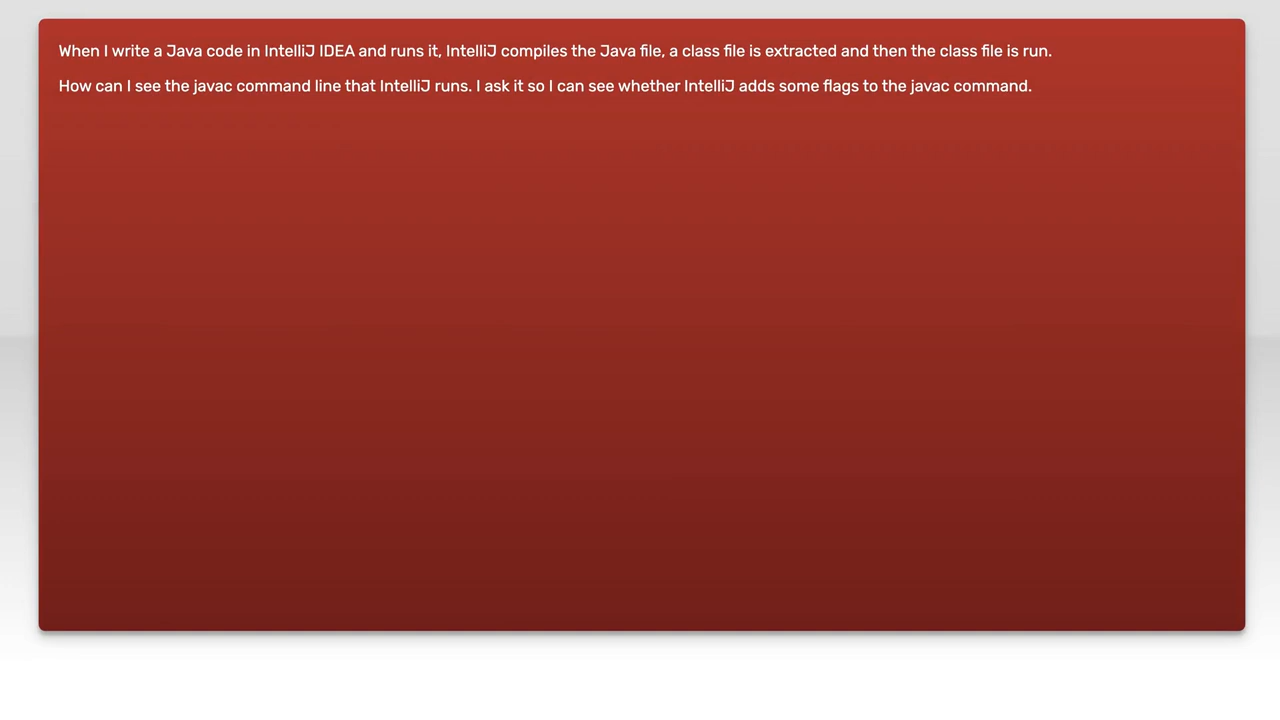 When I write a Java code in IntelliJ IDEA and runs it, IntelliJ compiles the Java file, a class file is extracted and then the class file is run.
How can I see the javac command line that IntelliJ runs. I ask it so I can see whether IntelliJ adds some flags to the javac command.